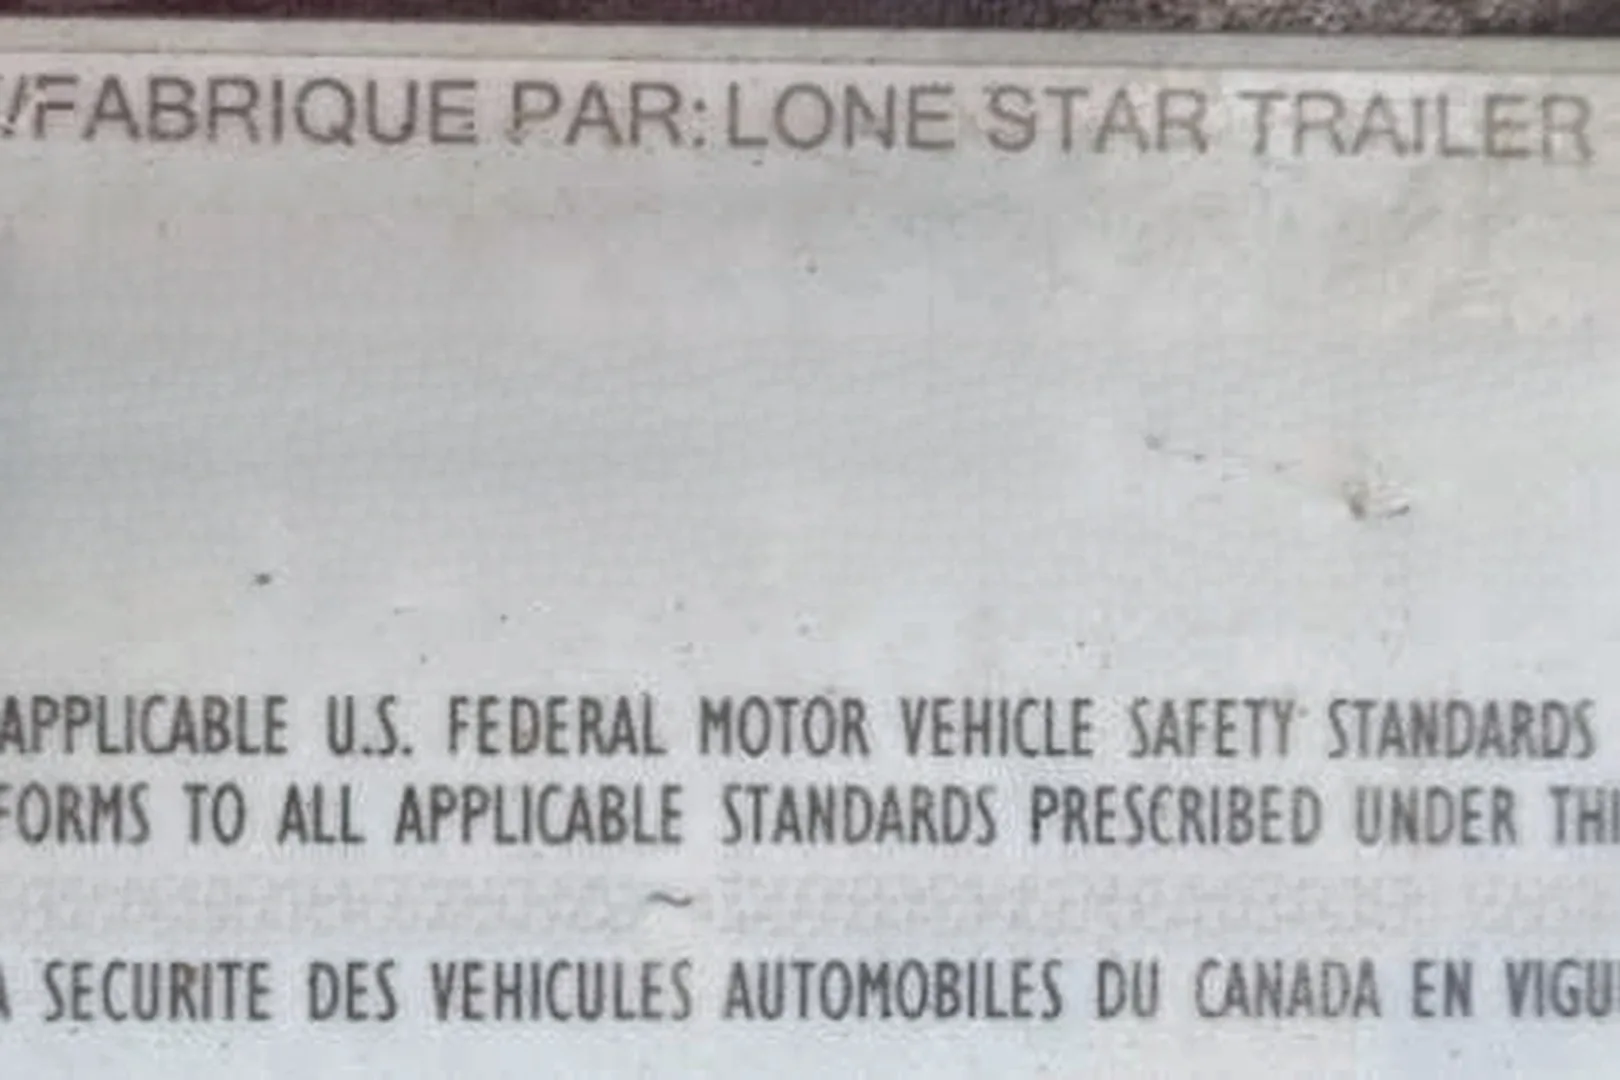 /FABRIQUE PAR: LONE STAR TRAILER
APPLICABLE U.S. FEDERAL MOTOR VEHICLE SAFETY STANDARDS
FORMS TO ALL APPLICABLE STANDARDS PRESCRIBED UNDER TH
~
A SECURITE DES VEHICULES AUTOMOBILES DU CANADA EN VIGU